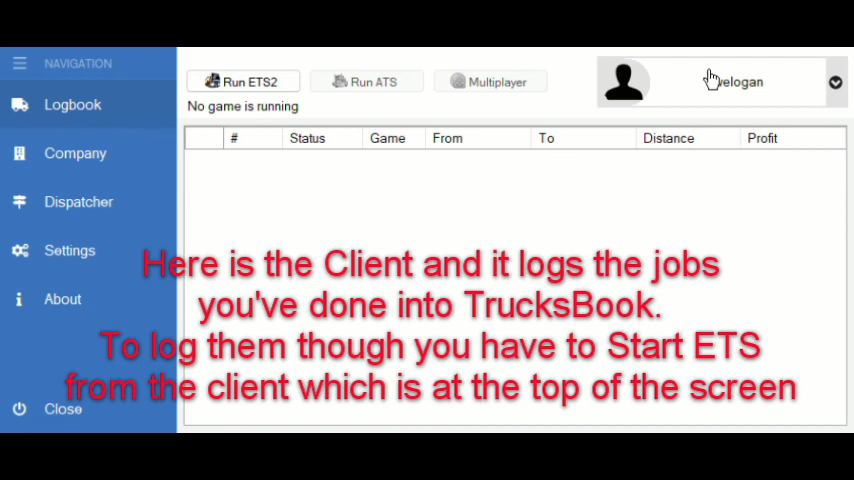 NAVIGATION
Logbook
Company
Dispatcher
Settings
About
Close
Run ETS2
Run ATS
Multiplayer
No game is running
# Status Game From To Distance Profit
Here is the Client and it logs the jobs
you've done into TrucksBook.
To log them though you have to Start ETS
from the client which is at the top of the screen